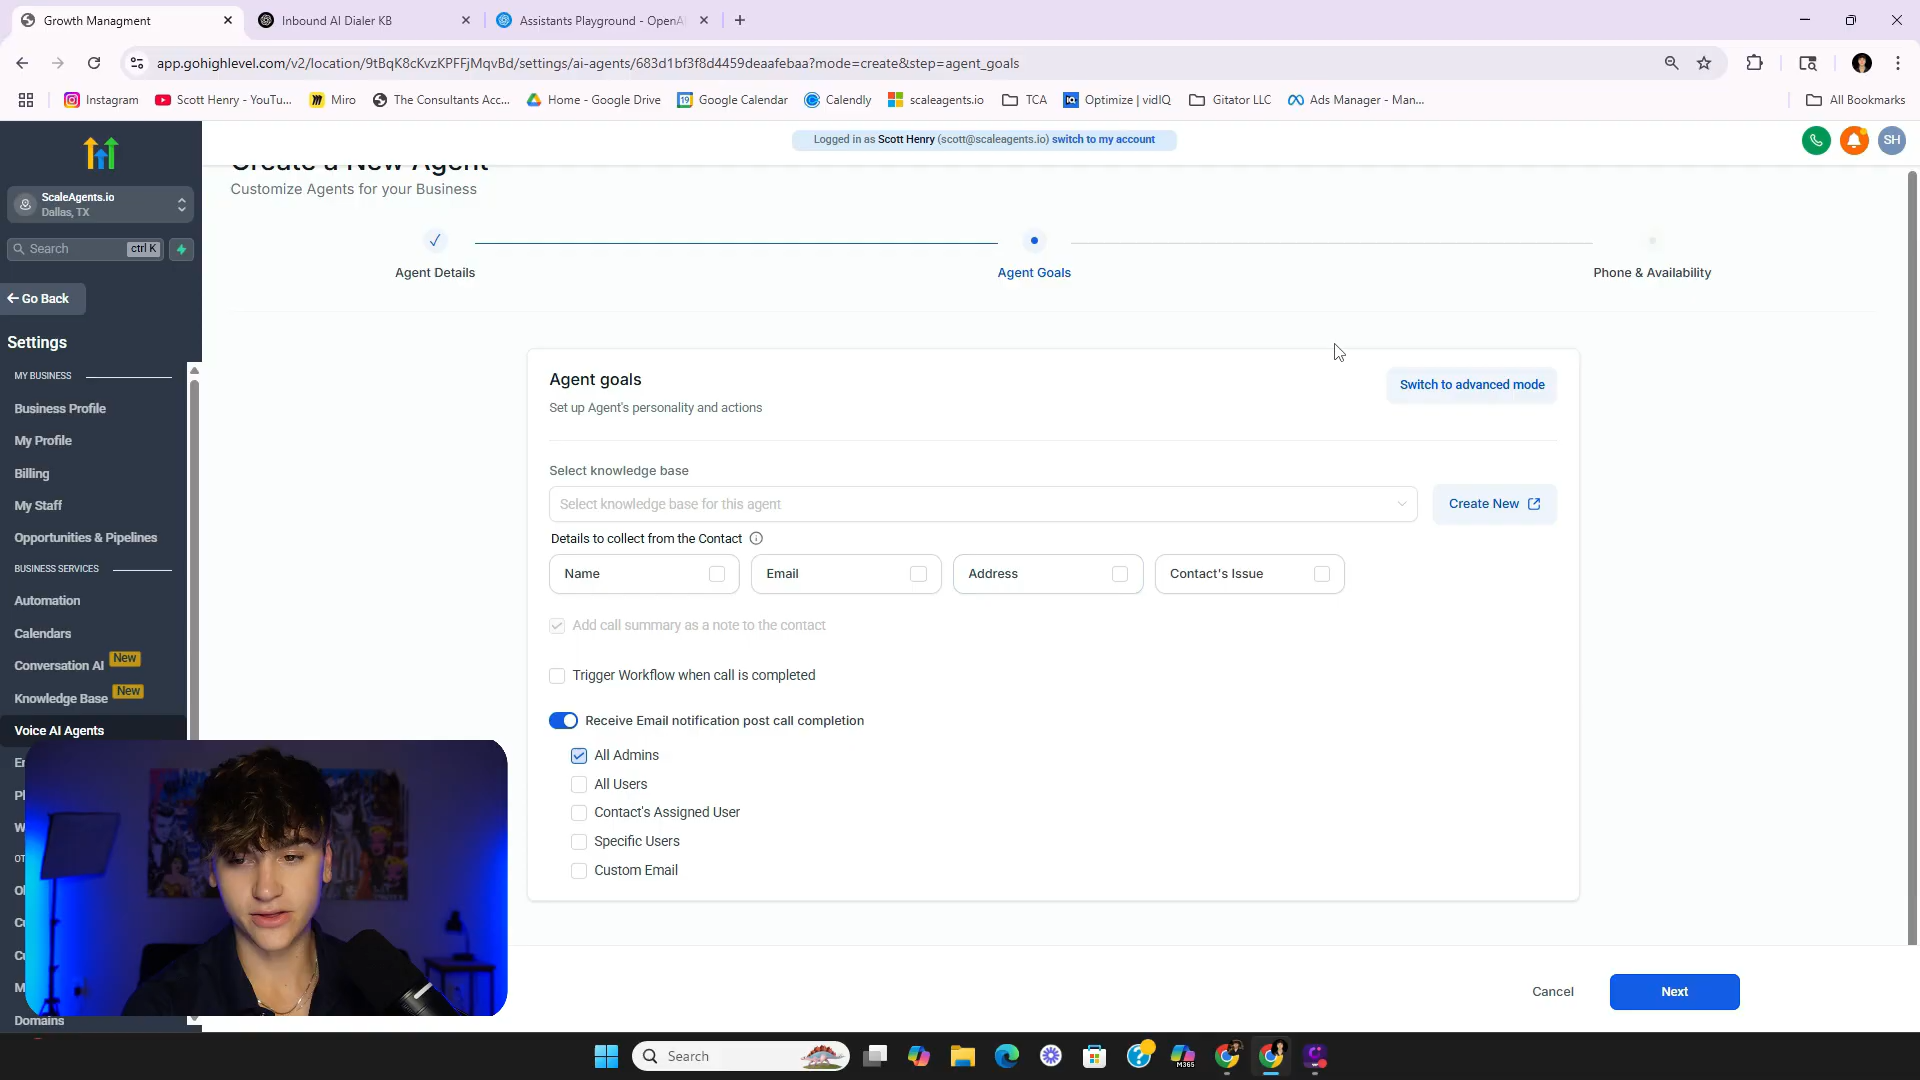 Growth Managment
Inbound AI Dialer KB
Assistants Playground - OpenA
app.gohighlevel.com/v2/location/9tBqK8cKvzKPFFjMqvBd/settings/ai-agents/683d1bf3f8d4459deaafebaa?mode=create&step=agent_goals
Instagram
Scott Henry - YouTu...
Miro
The Consultants Acc...
Home - Google Drive
Google Calendar
Calendly
scaleagents.io
TCA
Optimize | vidIQ
Gitator LLC
Ads Manager - Man...
All Bookmarks
Logged in as Scott Henry (scott@scaleagents.io) switch to my account
SH
ScaleAgents.io
Dallas, TX
Search
ctrl K
Go Back
Settings
MY BUSINESS
Business Profile
My Profile
Billing
My Staff
Opportunities & Pipelines
BUSINESS SERVICES
Automation
Calendars
Conversation AI New
Knowledge Base New
Voice AI Agents
Domains
Create a New Agent
Customize Agents for your Business
Agent Details
Agent Goals
Phone & Availability
Agent goals
Set up Agent's personality and actions
Switch to advanced mode
Select knowledge base
Select knowledge base for this agent
Create New
Details to collect from the Contact
Name
Email
Address
Contact's Issue
Add call summary as a note to the contact
Trigger Workflow when call is completed
Receive Email notification post call completion
All Admins
All Users
Contact's Assigned User
Specific Users
Custom Email
Cancel
Next
Search
M365